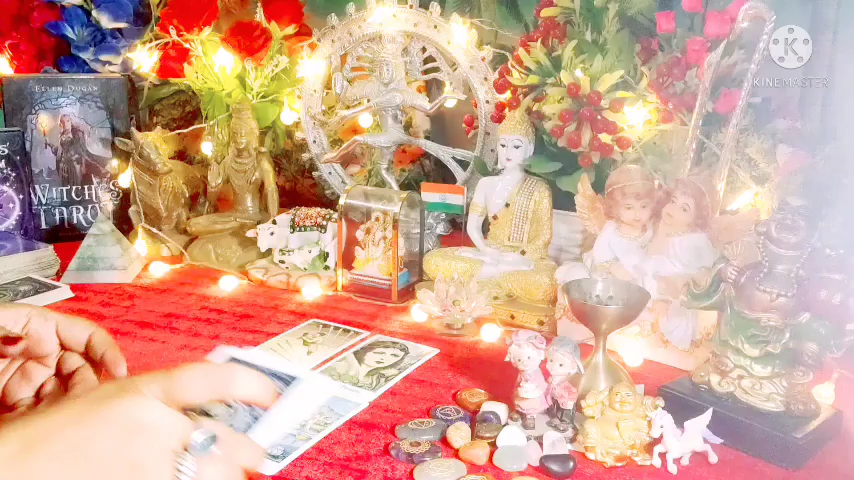 ELLEN DUGAN
WITCHES
TAROT
K
KINEMASTER